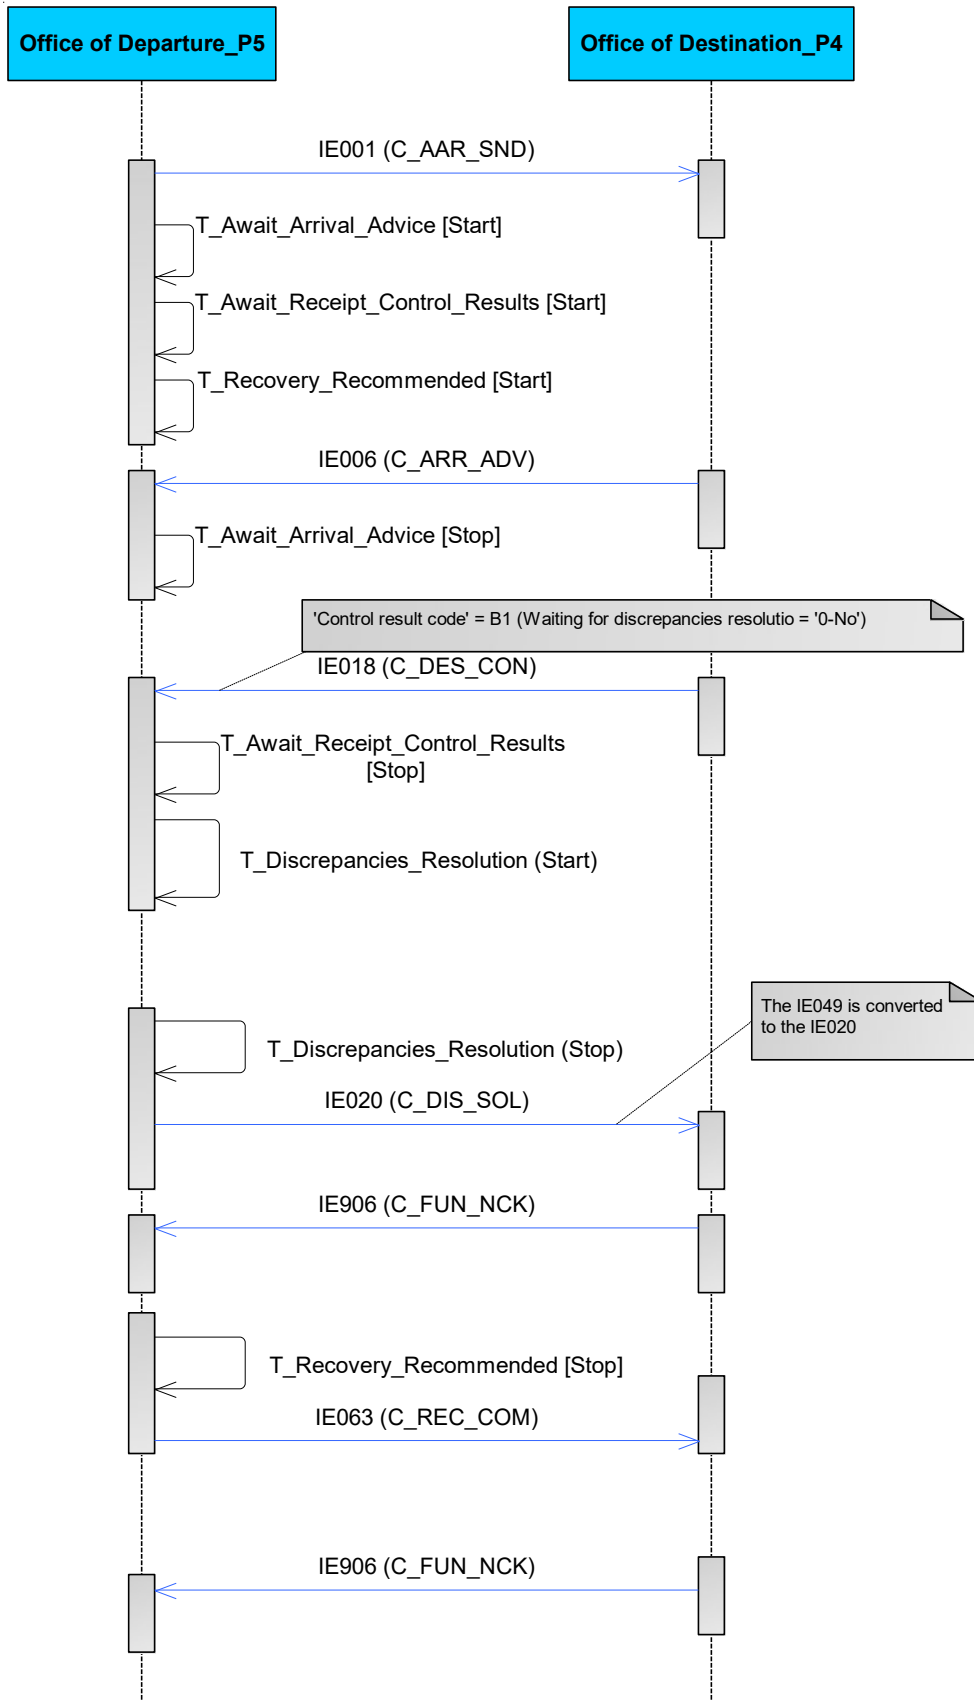 Office of Departure_P5
Office of Destination_P4
IE001 (C_AAR_SND)
T_Await_Arrival_Advice [Start]
T_Await_Receipt_Control_Results [Start]
T_Recovery_Recommended [Start]
IE006 (C_ARR_ADV)
T_Await_Arrival_Advice [Stop]
'Control result code' = B1 (Waiting for discrepancies resolutio = '0-No')
IE018 (C_DES_CON)
T_Await_Receipt_Control_Results
[Stop]
T_Discrepancies_Resolution (Start)
The IE049 is converted
to the IE020
T_Discrepancies_Resolution (Stop)
IE020 (C_DIS_SOL)
IE906 (C_FUN_NCK)
T_Recovery_Recommended [Stop]
IE063 (C_REC_COM)
IE906 (C_FUN_NCK)